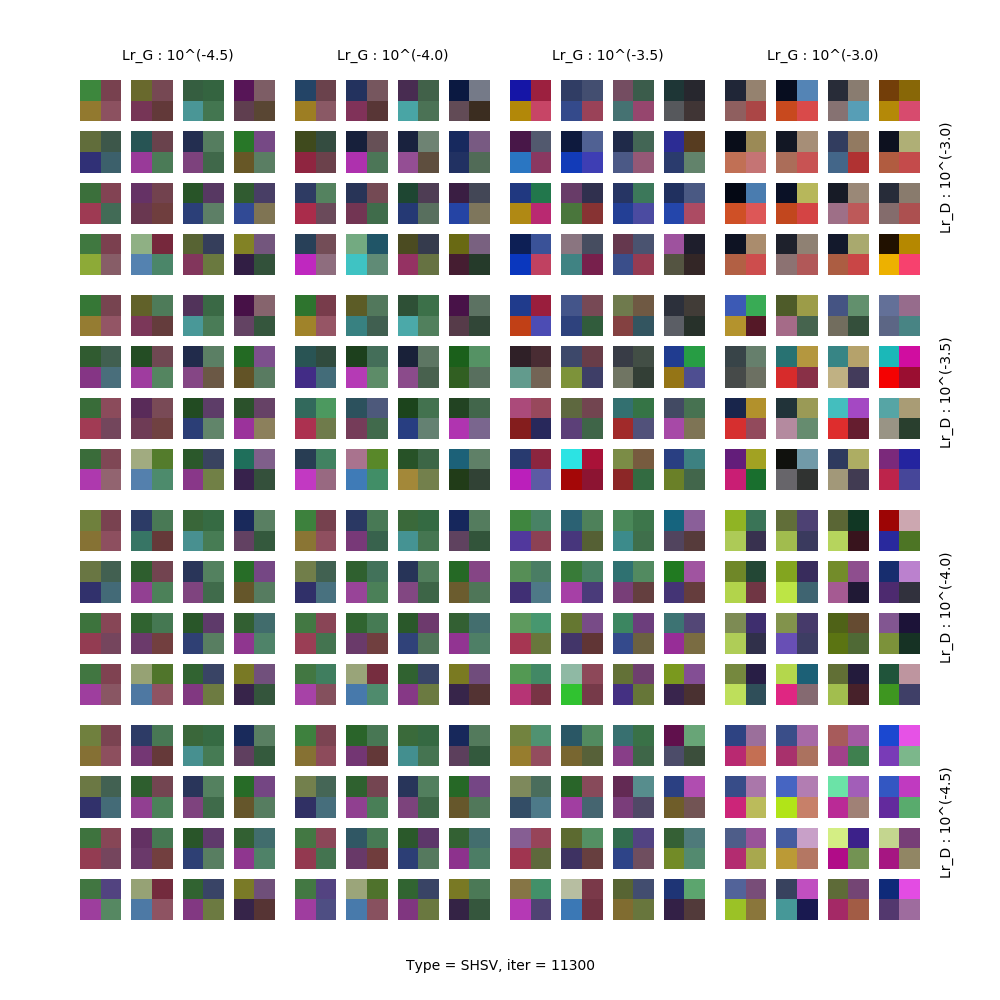 Lr_G : 10^(-4.5) Lr_G : 10^(-4.0) Lr_G : 10^(-3.5) Lr_G : 10^(-3.0)
Lr_D : 10^(-3.0)
Lr_D : 10^(-3.5)
Lr_D : 10^(-4.0)
Lr_D : 10^(-4.5)
Type = SHSV, iter = 11300